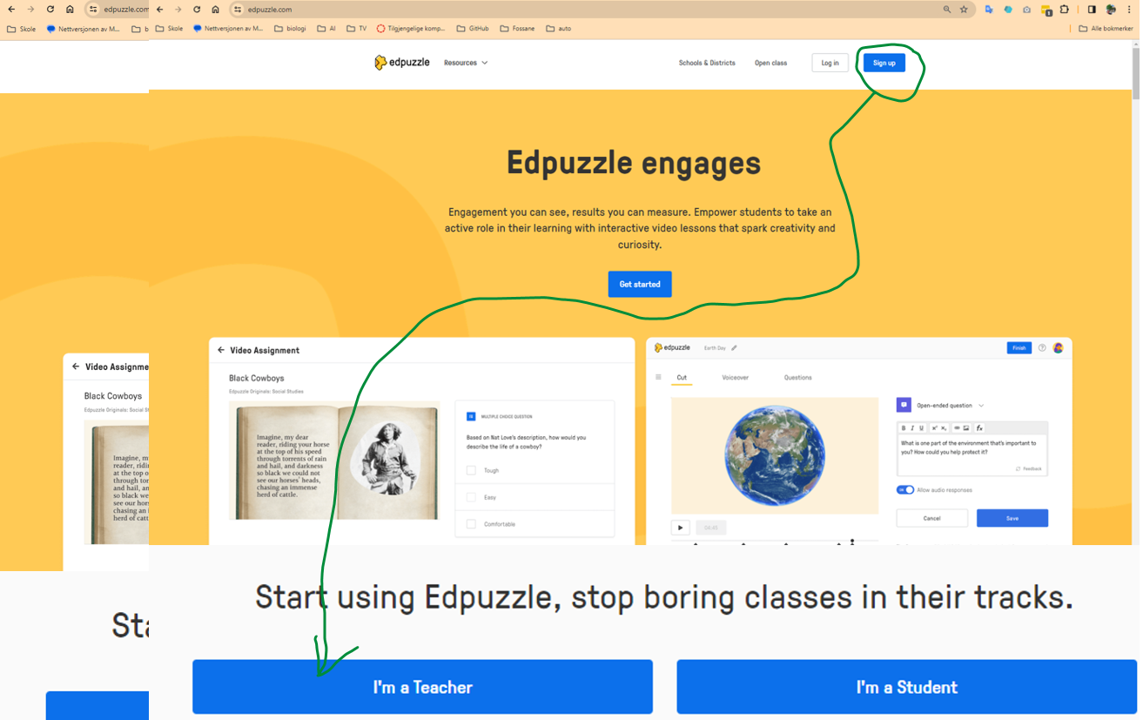 edpuzzle.com
edpuzzle.com
Skole
Nettversjonen av M...
b
Skole
Nettversjonen av M...
biologi
AI
TV
Tilgjengelige komp...
GitHub
Fossane
auto
Alle bokmerker
edpuzzle
Resources
Schools & Districts
Open class
Log in
Sign up
Edpuzzle engages
Engagement you can see, results you can measure. Empower students to take an
active role in their learning with interactive video lessons that spark creativity and
curiosity.
Get started
Video Assignme
Black Cowboys
Edpuzzle Originals: Social St
Imagine, m
reader, ridi
at the top o
through tor
and hail, an
so black we
see our hors
chasing an i
herd of catt
Video Assignment
Black Cowboys
Edpuzzle Originals: Social Studies
Imagine, my dear
reader, riding your horse
at the top of his speed
through torrents of rain
and hail, and darkness
so black we could not
see our horses' heads,
chasing an immense
herd of cattle.
MULTIPLE CHOICE QUESTION
Based on Nat Love's description, how would you
describe the life of a cowboy?
Tough
Easy
Comfortable
edpuzzle
Earth Day
Finish
Cut
Voiceover
Questions
Open-ended question
B I U x² x₂ fx
What is one part of the environment that's important to
you? How could you help protect it?
Feedback
Allow audio responses
Cancel
Save
00:00
Sta
Start using Edpuzzle, stop boring classes in their tracks.
I'm a Teacher
I'm a Student